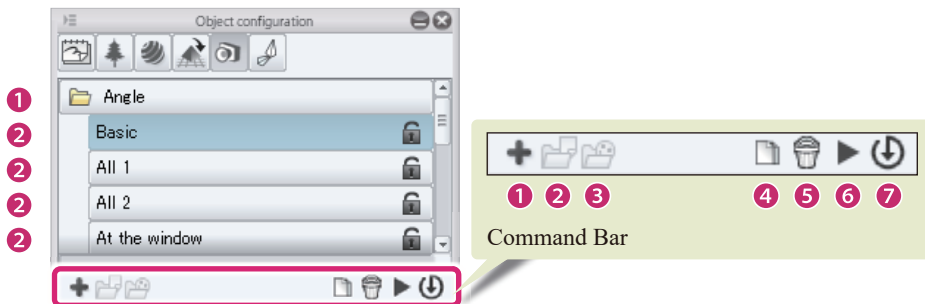 Object configuration
1 Angle
2 Basic
2 All 1
2 All 2
2 At the window
1 2 3 4 5 6 7
Command Bar